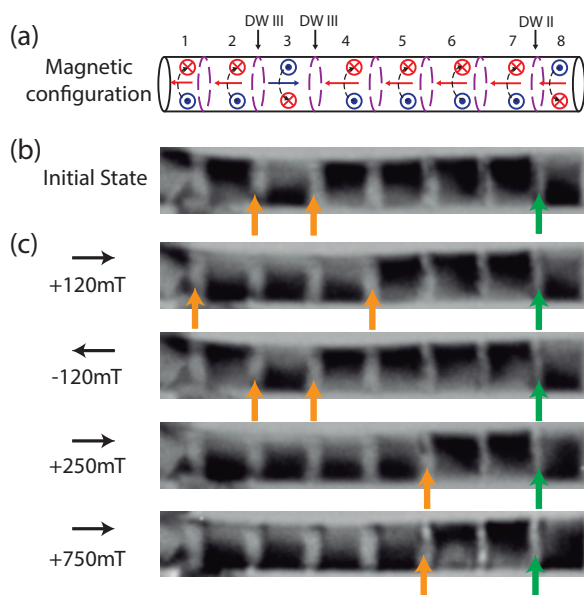 DW III DW III DW II
(a) 1 2 3 4 5 6 7 8
Magnetic
configuration
(b)
Initial State
(c)
+120mT
-120mT
+250mT
+750mT